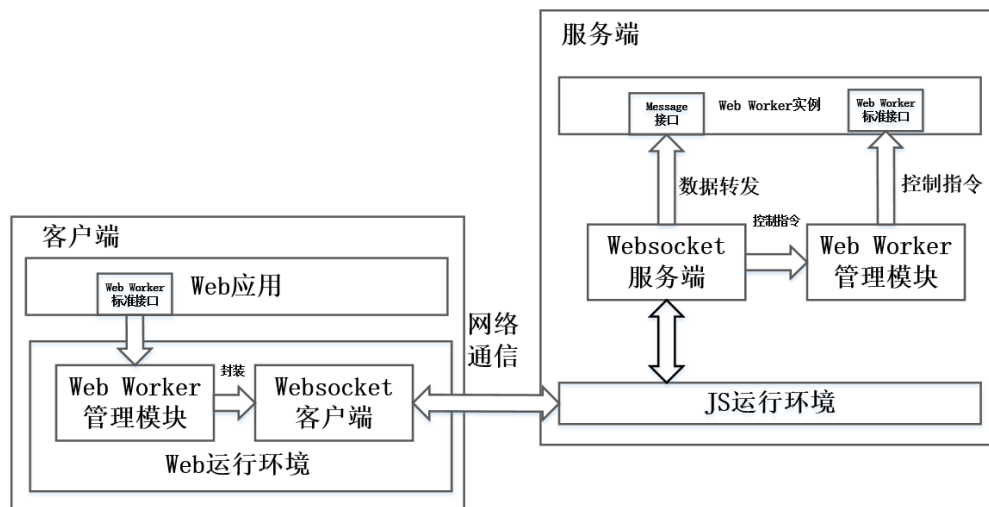 服务端
Message
接口
Web Worker实例
Web Worker
标准接口
数据转发
控制指令
Websocket
服务端
控制指令
Web Worker
管理模块
JS运行环境
客户端
Web Worker
标准接口
Web应用
网络
通信
Web Worker
管理模块
封装
Websocket
客户端
Web运行环境